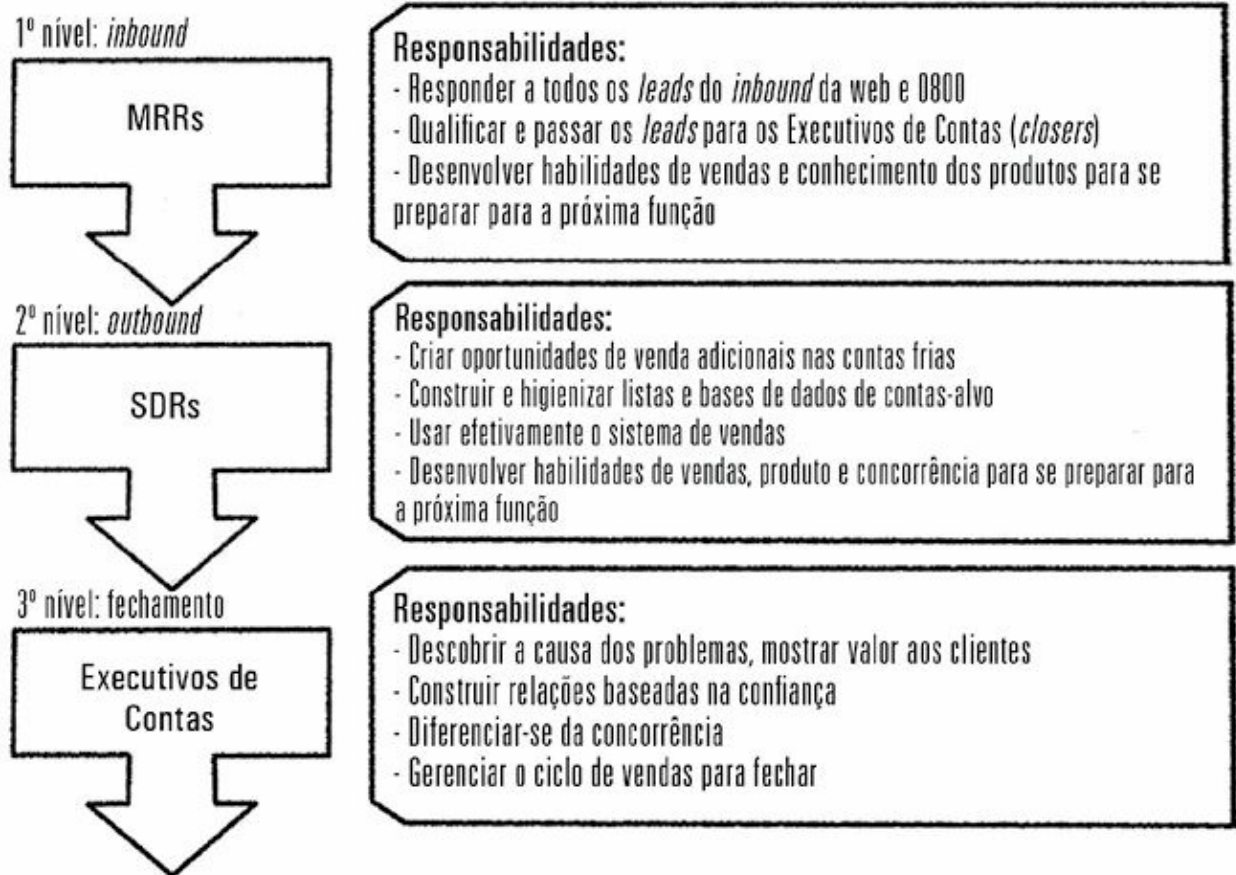 1º nível: inbound
MRRs
Responsabilidades:
- Responder a todos os leads do inbound da web e 0800
- Qualificar e passar os leads para os Executivos de Contas (closers)
- Desenvolver habilidades de vendas e conhecimento dos produtos para se
preparar para a próxima função
2º nível: outbound
SDRs
Responsabilidades:
- Criar oportunidades de venda adicionais nas contas frias
- Construir e higienizar listas e bases de dados de contas-alvo
- Usar efetivamente o sistema de vendas
- Desenvolver habilidades de vendas, produto e concorrência para se preparar para
a próxima função
3º nível: fechamento
Executivos de
Contas
Responsabilidades:
- Descobrir a causa dos problemas, mostrar valor aos clientes
- Construir relações baseadas na confiança
- Diferenciar-se da concorrência
- Gerenciar o ciclo de vendas para fechar